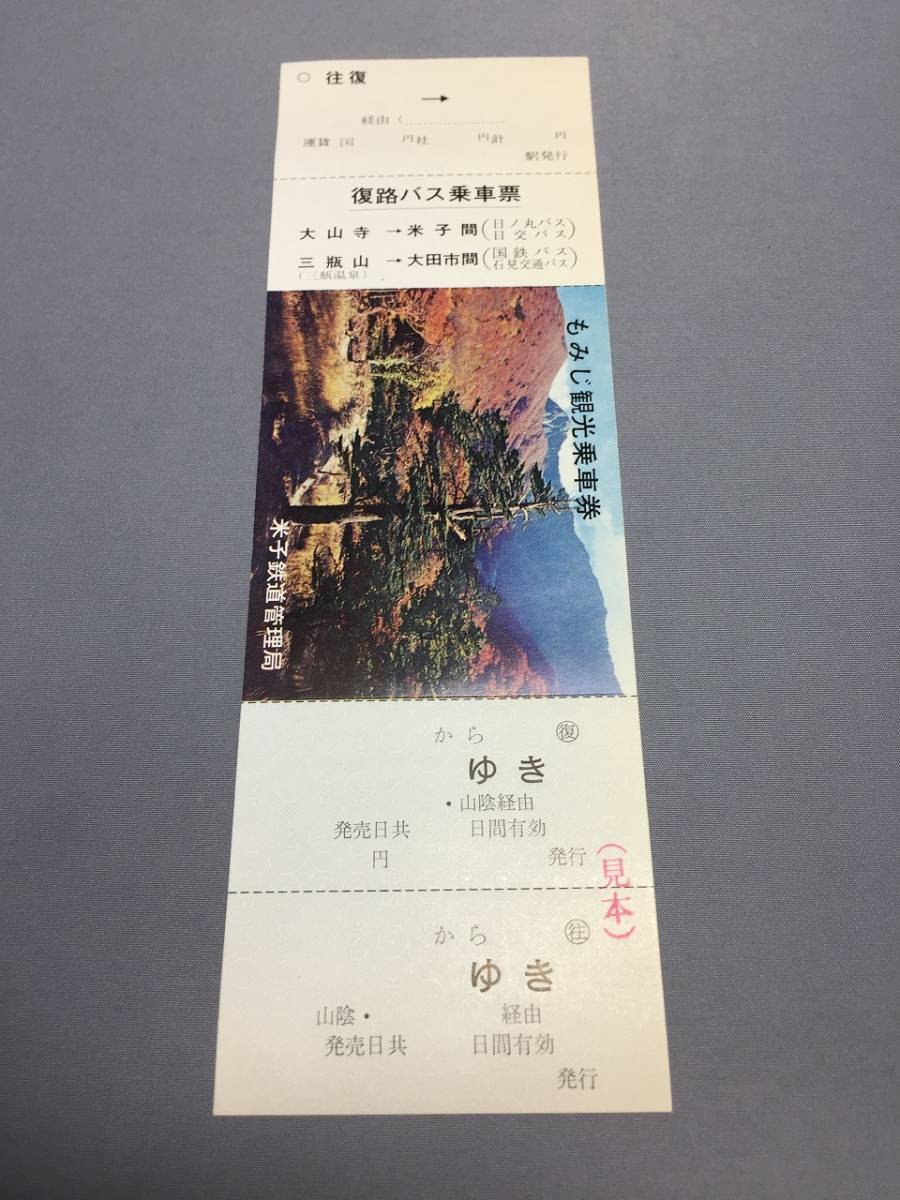 ○ 往復
→
経由(
運賃 国 円社 円計 円
駅発行
復路バス乗車票
大山寺→米子間(日ノ丸バス
日交バス)
三瓶山→大田市間(国鉄バス
石見交通バス)
(三瓶温泉)
もみじ観光乗車券
米子鉄道管理局
から ㊝復
ゆき
・山陰経由
発売日共 日間有効
円 発行
(見本)
から 往
ゆき
山陰・ 経由
発売日共 日間有効
発行